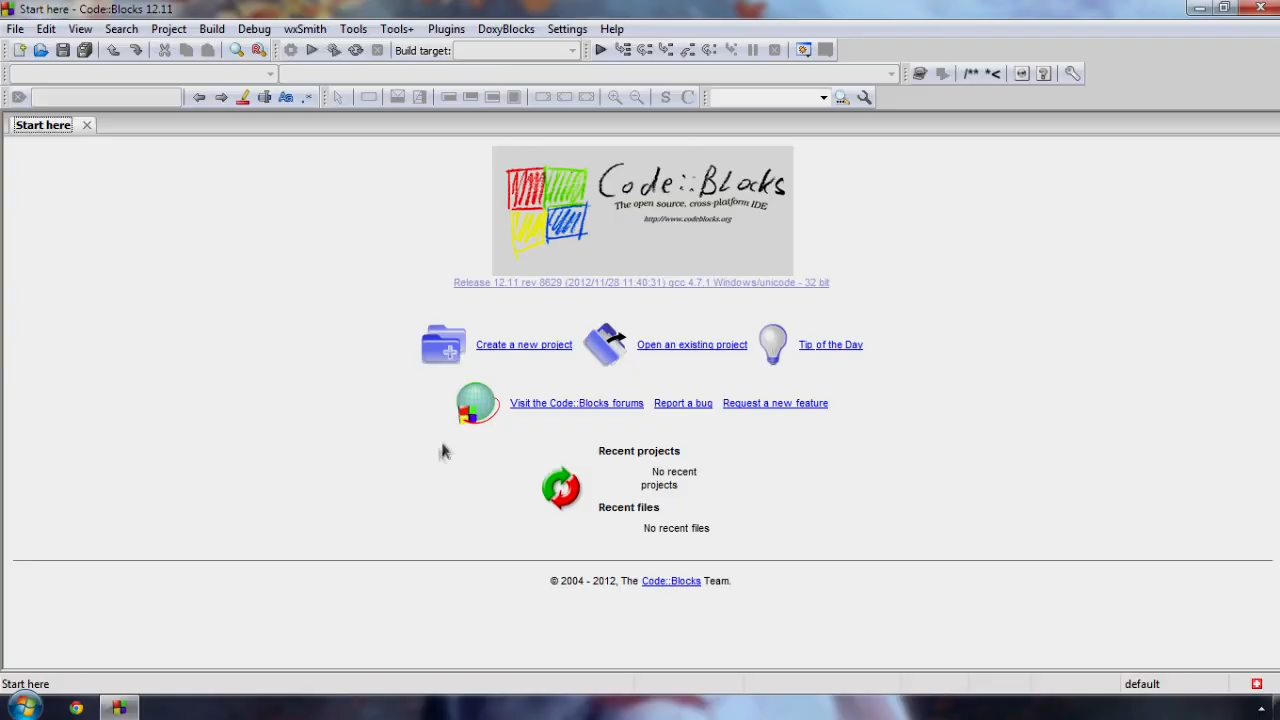 Start here - Code::Blocks 12.11
File Edit View Search Project Build Debug wxSmith Tools Tools+ Plugins DoxyBlocks Settings Help
Build target:
/** *<
S C
Start here
Code::Blocks
The open source, cross-platform IDE
http://www.codeblocks.org
Release 12.11 rev 8629 (2012/11/28 11:40:31) gcc 4.7.1 Windows/unicode - 32 bit
Create a new project Open an existing project Tip of the Day
Visit the Code::Blocks forums Report a bug Request a new feature
Recent projects
No recent
projects
Recent files
No recent files
© 2004 - 2012, The Code::Blocks Team.
Start here default